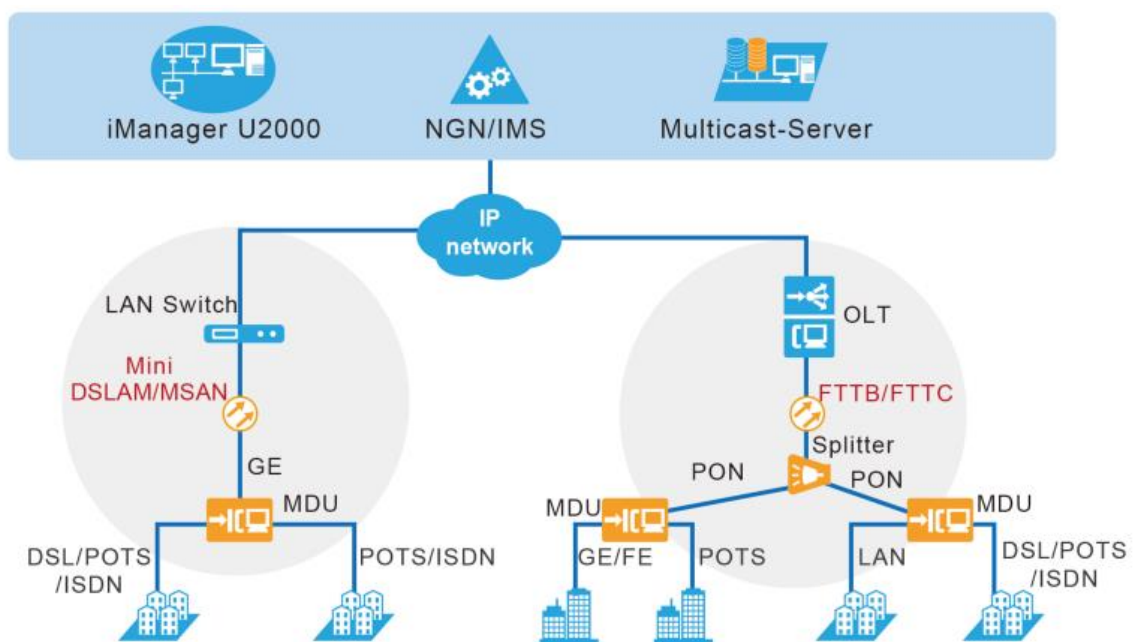 iManager U2000
NGN/IMS
Multicast-Server
IP
network
LAN Switch
OLT
Mini
DSLAM/MSAN
FTTB/FTTC
Splitter
GE
PON
PON
MDU
MDU
MDU
DSL/POTS
/ISDN
POTS/ISDN
GE/FE
POTS
LAN
DSL/POTS
/ISDN